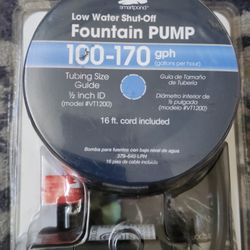 smartpond
Low Water Shut-Off
Fountain PUMP
100-170 gph
(gallons per hour)
Tubing Size
Guide
½ inch ID
(model #VT1200)
Guía de Tamaño
de Tubería
Diámetro interior de
½ pulgada
(modelo #VT1200)
16 ft. cord included
Bomba para fuentes con bajo nivel de agua
379-645 LPH
16 pies de cable incluido